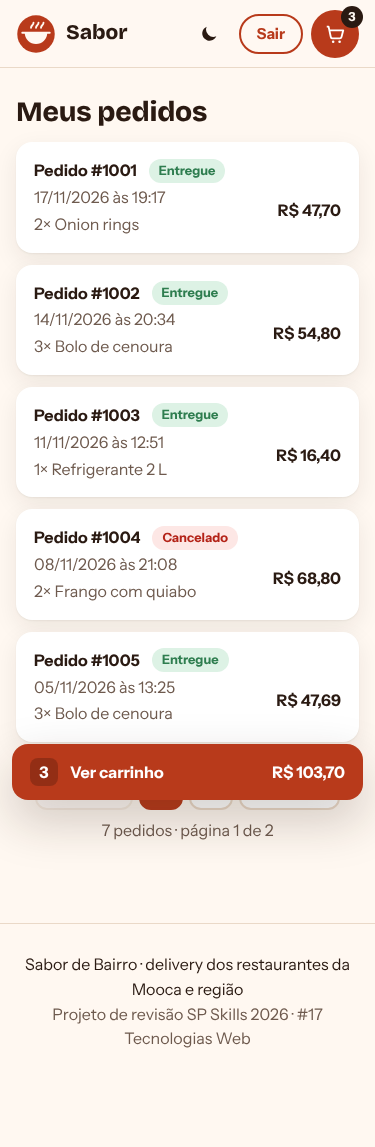 Sabor
Sair
3
Meus pedidos
Pedido #1001 Entregue
17/11/2026 às 19:17
2× Onion rings
R$ 47,70
Pedido #1002 Entregue
14/11/2026 às 20:34
3× Bolo de cenoura
R$ 54,80
Pedido #1003 Entregue
11/11/2026 às 12:51
1× Refrigerante 2 L
R$ 16,40
Pedido #1004 Cancelado
08/11/2026 às 21:08
2× Frango com quiabo
R$ 68,80
Pedido #1005 Entregue
05/11/2026 às 13:25
3× Bolo de cenoura
R$ 47,69
3 Ver carrinho R$ 103,70
7 pedidos · página 1 de 2
Sabor de Bairro · delivery dos restaurantes da
Mooca e região
Projeto de revisão SP Skills 2026 · #17
Tecnologias Web